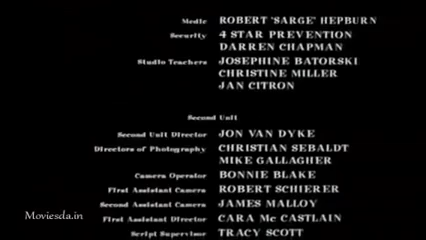 Medic ROBERT 'SARGE' HEPBURN
Security 4 STAR PREVENTION
DARREN CHAPMAN
Studio Teachers JOSEPHINE BATORSKI
CHRISTINE MILLER
JAN CITRON
Second Unit
Second Unit Director JON VAN DYKE
Directors of Photography CHRISTIAN SEBALDT
MIKE GALLAGHER
Camera Operator BONNIE BLAKE
First Assistant Camera ROBERT SCHIERER
Second Assistant Camera JAMES MALLOY
First Assistant Director CARA Mc CASTLAIN
Script Supervisor TRACY SCOTT
Moviesda.in